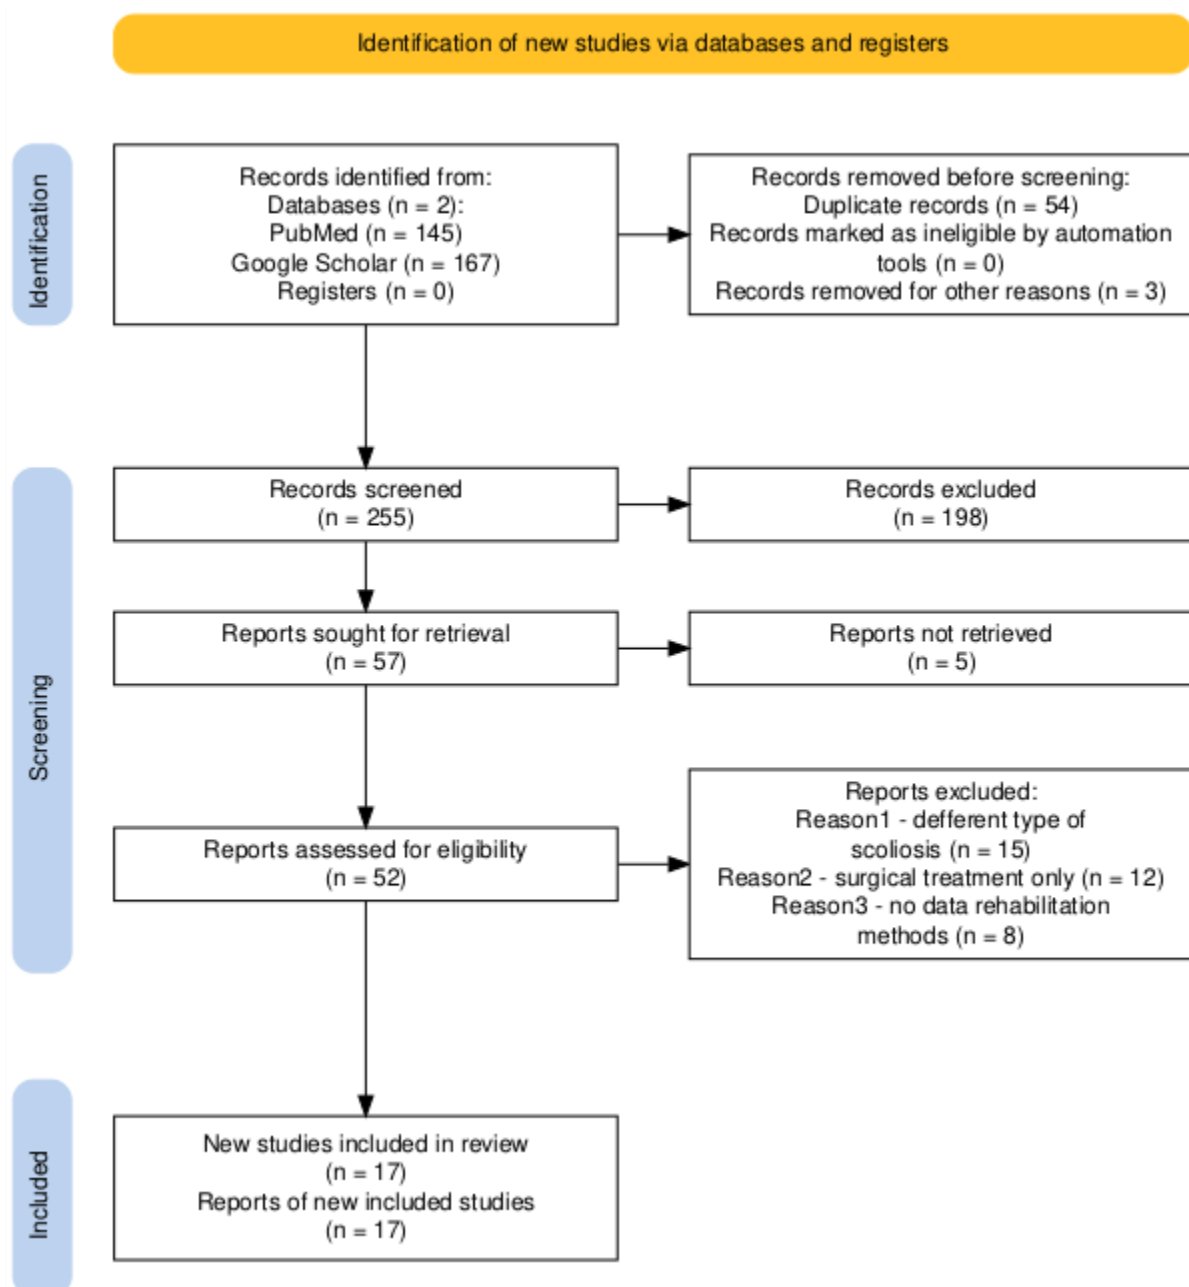 Identification of new studies via databases and registers
Identification
Records identified from:
Databases (n = 2):
PubMed (n = 145)
Google Scholar (n = 167)
Registers (n = 0)
Records removed before screening:
Duplicate records (n = 54)
Records marked as ineligible by automation
tools (n = 0)
Records removed for other reasons (n = 3)
Screening
Records screened
(n = 255)
Records excluded
(n = 198)
Reports sought for retrieval
(n = 57)
Reports not retrieved
(n = 5)
Reports assessed for eligibility
(n = 52)
Reports excluded:
Reason1 - defferent type of
scoliosis (n = 15)
Reason2 - surgical treatment only (n = 12)
Reason3 - no data rehabilitation
methods (n = 8)
Included
New studies included in review
(n = 17)
Reports of new included studies
(n = 17)